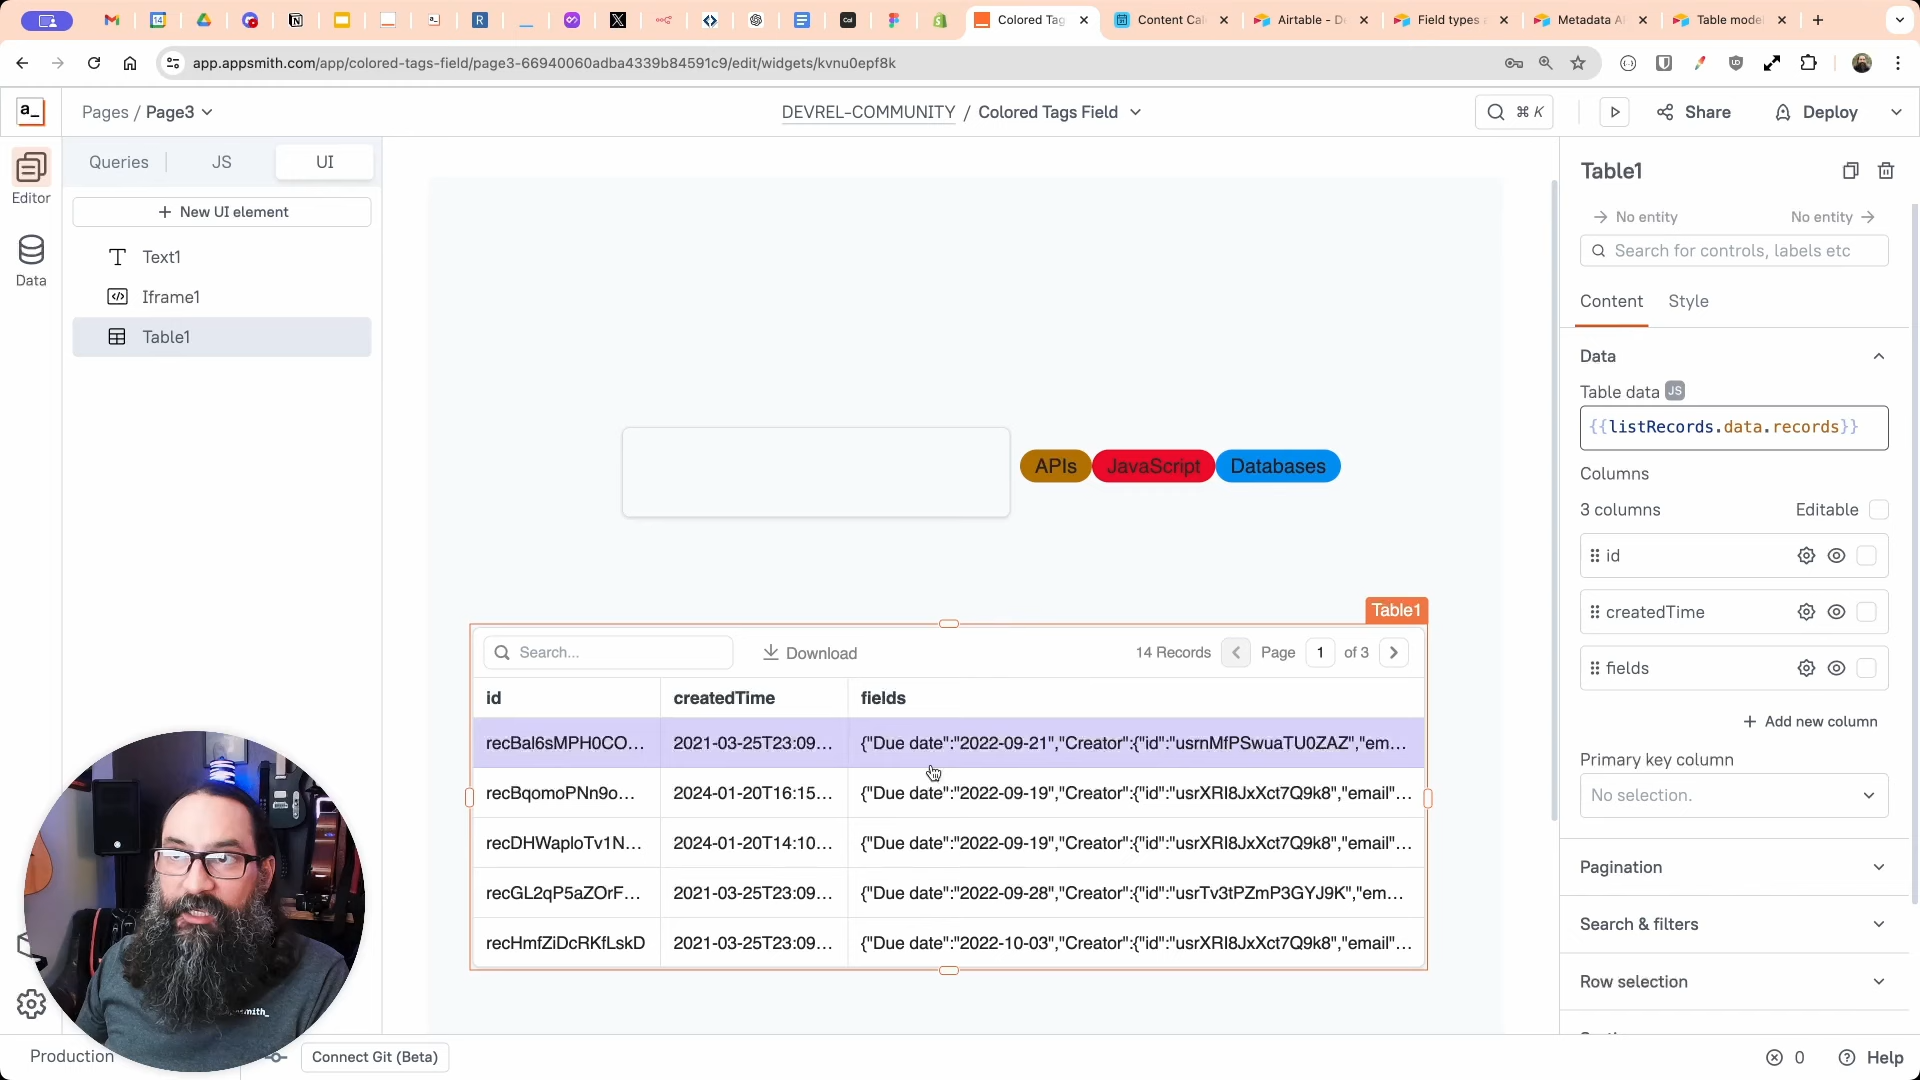 Colored Tag
Content Cal
Airtable - D
Field types
Metadata A
Table mode
app.appsmith.com/app/colored-tags-field/page3-66940060adba4339b84591c9/edit/widgets/kvnu0epf8k
a_
Pages / Page3
DEVREL-COMMUNITY / Colored Tags Field
⌘ K
Share
Deploy
Editor
Data
Queries
JS
UI
+ New UI element
Text1
Iframe1
Table1
APIs
JavaScript
Databases
Table1
Search...
Download
14 Records
Page 1 of 3
id createdTime fields
recBal6sMPH0CO... 2021-03-25T23:09... {"Due date":"2022-09-21","Creator":{"id":"usrnMfPSwuaTU0ZAZ","em...
recBqomoPNn9o... 2024-01-20T16:15... {"Due date":"2022-09-19","Creator":{"id":"usrXRI8JxXct7Q9k8","email"...
recDHWaploTv1N... 2024-01-20T14:10... {"Due date":"2022-09-19","Creator":{"id":"usrXRI8JxXct7Q9k8","email"...
recGL2qP5aZOrF... 2021-03-25T23:09... {"Due date":"2022-09-28","Creator":{"id":"usrTv3tPZmP3GYJ9K","em...
recHmfZiDcRKfLskD 2021-03-25T23:09... {"Due date":"2022-10-03","Creator":{"id":"usrXRI8JxXct7Q9k8","email"...
Table1
No entity
No entity
Search for controls, labels etc
Content
Style
Data
Table data JS
{{listRecords.data.records}}
Columns
3 columns
Editable
id
createdTime
fields
+ Add new column
Primary key column
No selection.
Pagination
Search & filters
Row selection
Production
Connect Git (Beta)
0
Help